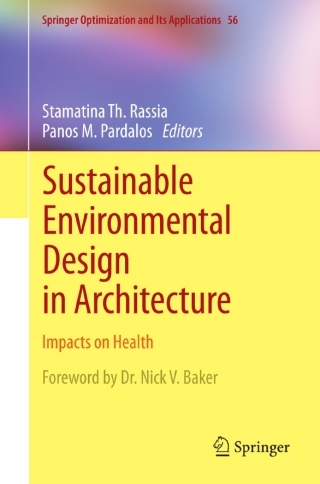 Springer Optimization and Its Applications 56
Stamatina Th. Rassia
Panos M. Pardalos Editors
Sustainable
Environmental
Design
in Architecture
Impacts on Health
Foreword by Dr. Nick V. Baker
Springer